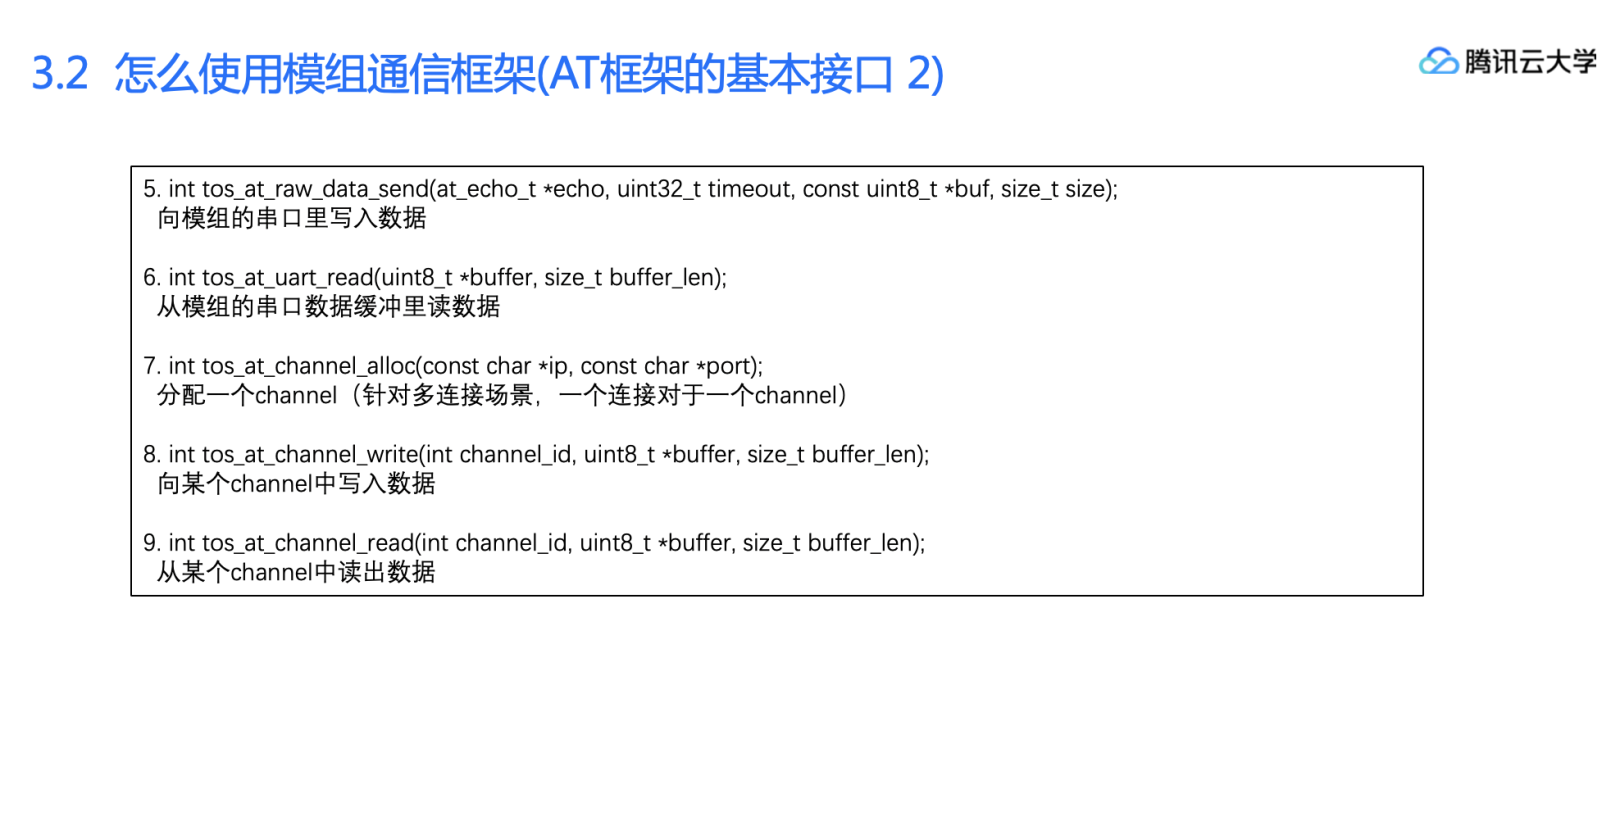 3.2 怎么使用模组通信框架(AT框架的基本接口 2)
腾讯云大学
5. int tos_at_raw_data_send(at_echo_t *echo, uint32_t timeout, const uint8_t *buf, size_t size);
向模组的串口里写入数据
6. int tos_at_uart_read(uint8_t *buffer, size_t buffer_len);
从模组的串口数据缓冲里读数据
7. int tos_at_channel_alloc(const char *ip, const char *port);
分配一个channel（针对多连接场景，一个连接对于一个channel）
8. int tos_at_channel_write(int channel_id, uint8_t *buffer, size_t buffer_len);
向某个channel中写入数据
9. int tos_at_channel_read(int channel_id, uint8_t *buffer, size_t buffer_len);
从某个channel中读出数据